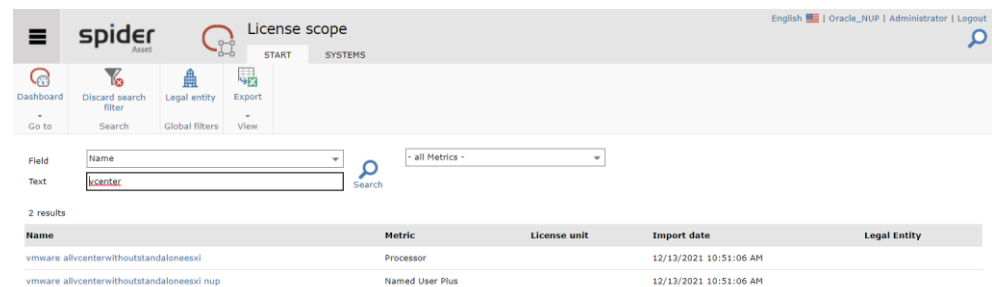 English | Oracle_NUP | Administrator | Logout
spider
Asset
License scope
START SYSTEMS
Dashboard Discard search filter Legal entity Export
Go to Search Global filters View
Field Name - all Metrics -
Text vcenter Search
2 results
Name Metric License unit Import date Legal Entity
vmware allvcenterwithoutstandaloneesxi Processor 12/13/2021 10:51:06 AM
vmware allvcenterwithoutstandaloneesxi nup Named User Plus 12/13/2021 10:51:06 AM